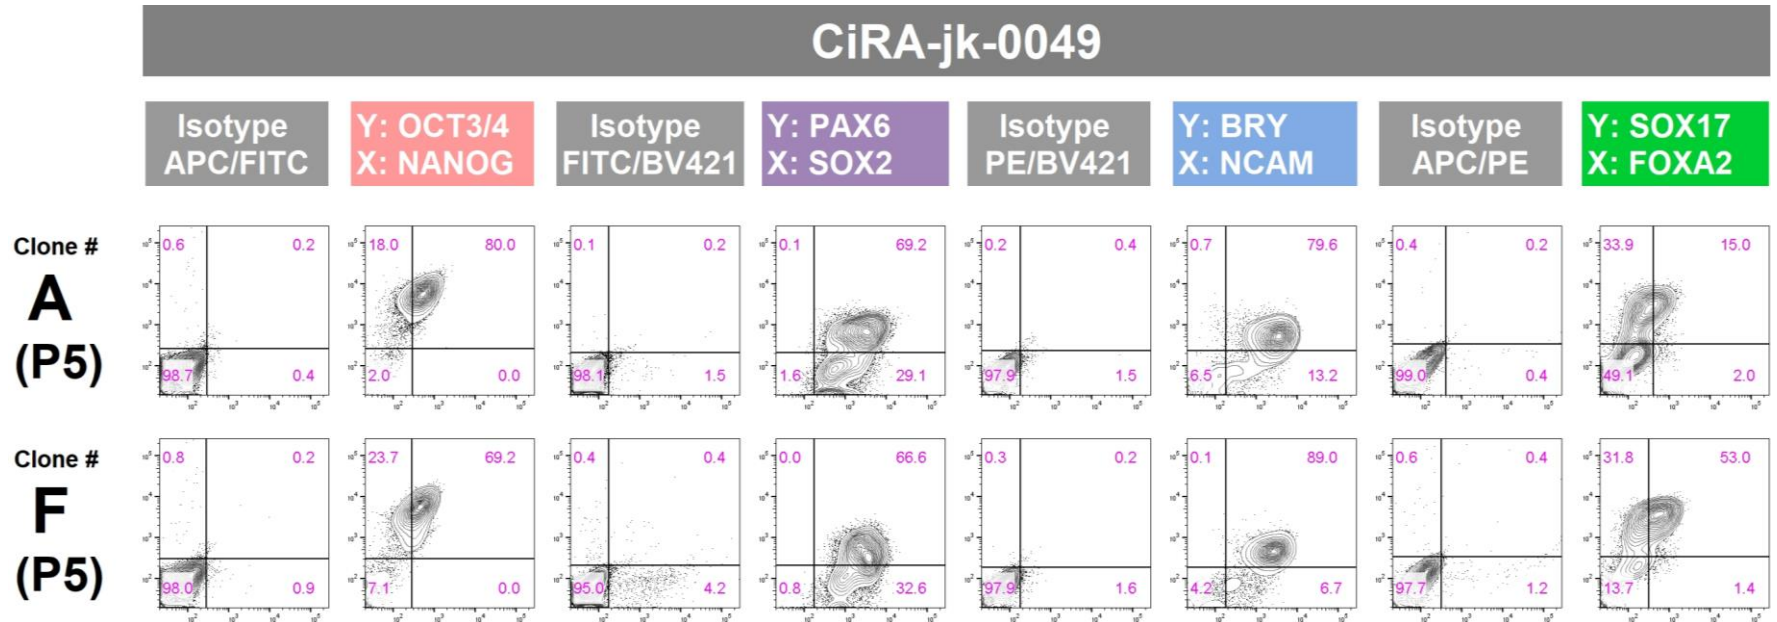 CiRA-jk-0049
Isotype
APC/FITC
Y: OCT3/4
X: NANOG
Isotype
FITC/BV421
Y: PAX6
X: SOX2
Isotype
PE/BV421
Y: BRY
X: NCAM
Isotype
APC/PE
Y: SOX17
X: FOXA2
Clone #
A
(P5)
0.6 0.2
98.7 0.4
18.0 80.0
2.0 0.0
0.1 0.2
98.1 1.5
0.1 69.2
1.6 29.1
0.2 0.4
97.9 1.5
0.7 79.6
6.5 13.2
0.4 0.2
99.0 0.4
33.9 15.0
49.1 2.0
Clone #
F
(P5)
0.8 0.2
98.0 0.9
23.7 69.2
7.1 0.0
0.4 0.4
95.0 4.2
0.0 66.6
0.8 32.6
0.3 0.2
97.9 1.6
0.1 89.0
4.2 6.7
0.6 0.4
97.7 1.2
31.8 53.0
13.7 1.4